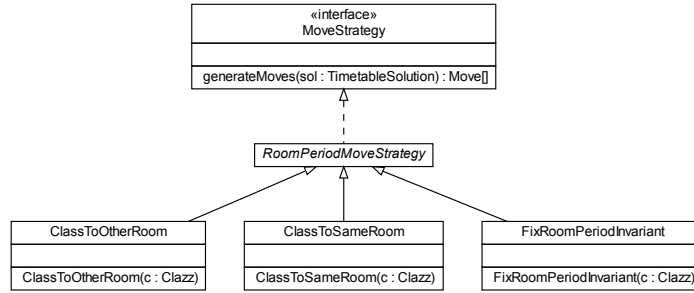 «interface»
MoveStrategy
generateMoves(sol : TimetableSolution) : Move[]
RoomPeriodMoveStrategy
ClassToOtherRoom
ClassToOtherRoom(c : Clazz)
ClassToSameRoom
ClassToSameRoom(c : Clazz)
FixRoomPeriodInvariant
FixRoomPeriodInvariant(c : Clazz)